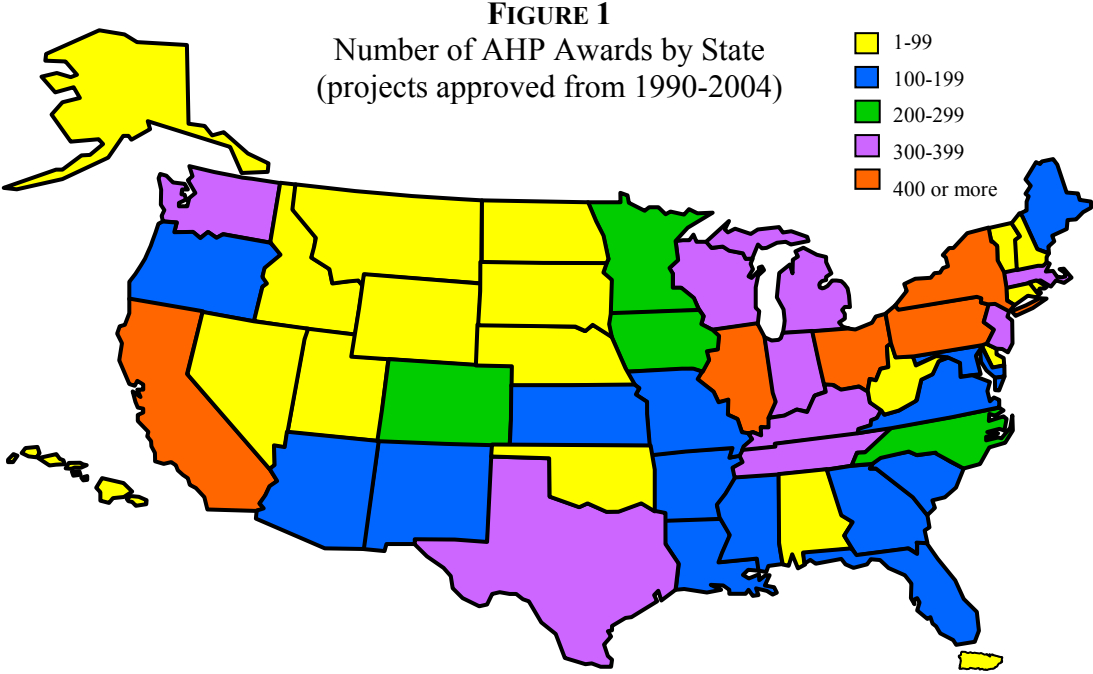 FIGURE 1
Number of AHP Awards by State
(projects approved from 1990-2004)
1-99
100-199
200-299
300-399
400 or more